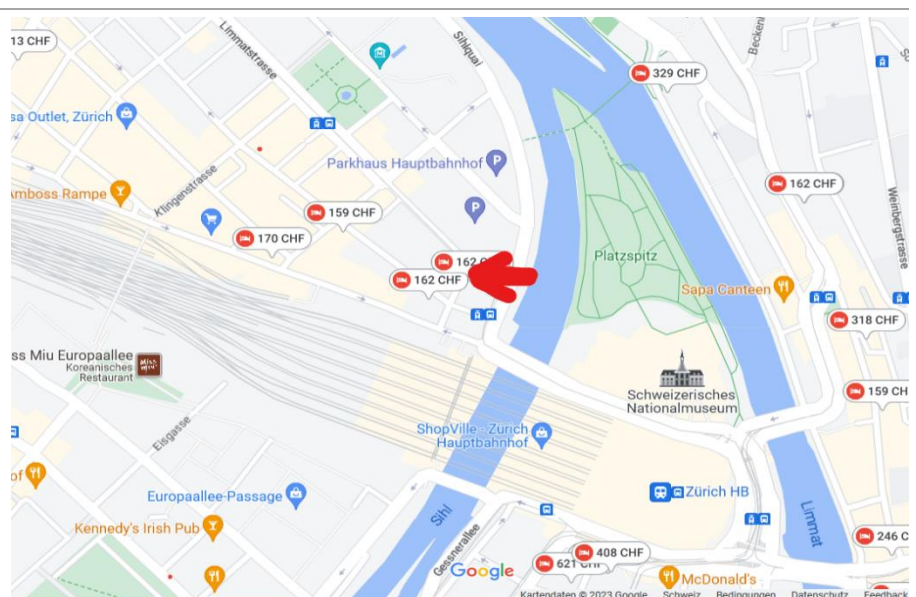 13 CHF
Limmatstrasse
Sihlquai
329 CHF
sa Outlet, Zürich
Parkhaus Hauptbahnhof
P
P
162 CHF
Weinbergstrasse
Amboss Rampe
Klingenstrasse
159 CHF
170 CHF
162
162 CHF
Platzspitz
Sapa Canteen
318 CHF
ss Miu Europaallee
Koreanisches
Restaurant
Schweizerisches
Nationalmuseum
159 CH
Eisgasse
ShopVille - Zürich
Hauptbahnhof
of
Europaallee-Passage
Zürich HB
Kennedy's Irish Pub
Sihl
Gessnerallee
Limmat
246 C
408 CHF
621
Google
McDonald's
Kartendaten © 2023 Google Schweiz Bedingungen Datenschutz Feedback